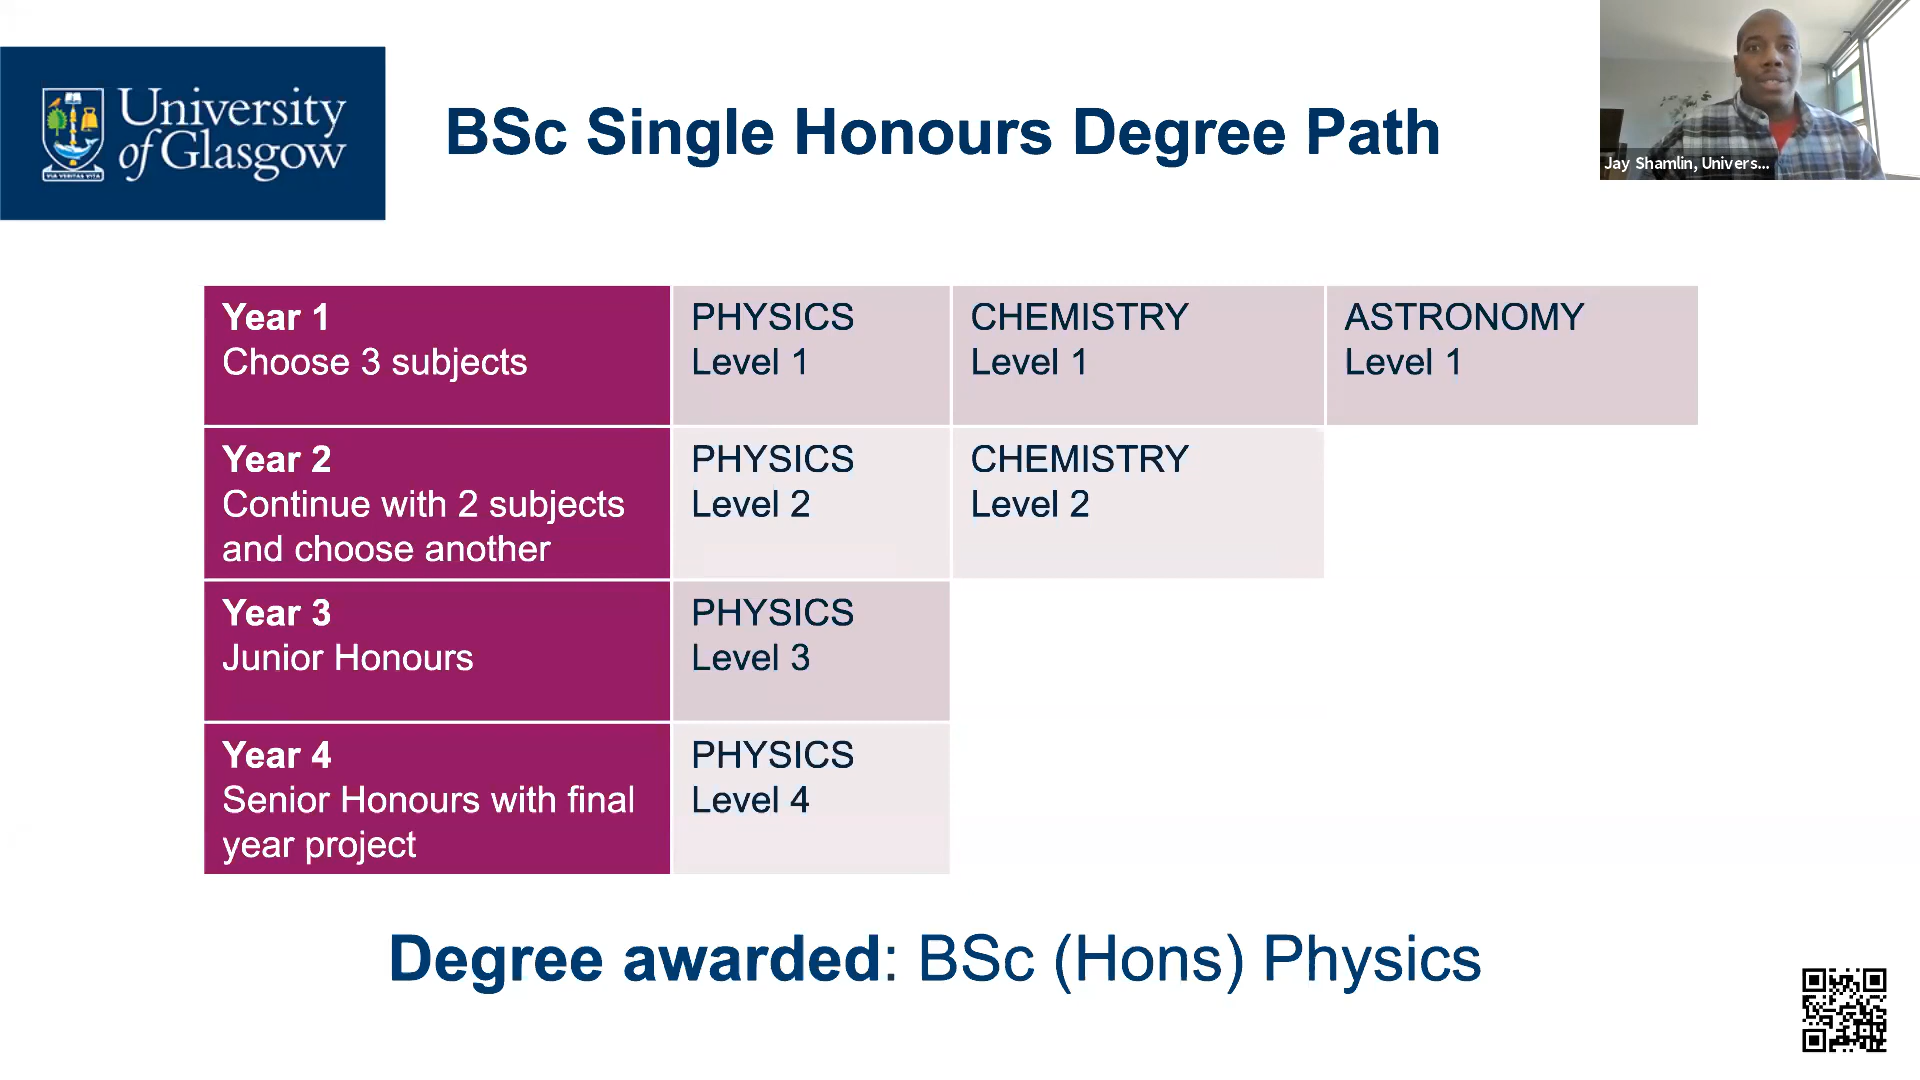 University
of Glasgow
VIA VERITAS VITA
BSc Single Honours Degree Path
Jay Shamlin, Univers...
Year 1
Choose 3 subjects
PHYSICS
Level 1
CHEMISTRY
Level 1
ASTRONOMY
Level 1
Year 2
Continue with 2 subjects
and choose another
PHYSICS
Level 2
CHEMISTRY
Level 2
Year 3
Junior Honours
PHYSICS
Level 3
Year 4
Senior Honours with final
year project
PHYSICS
Level 4
Degree awarded: BSc (Hons) Physics